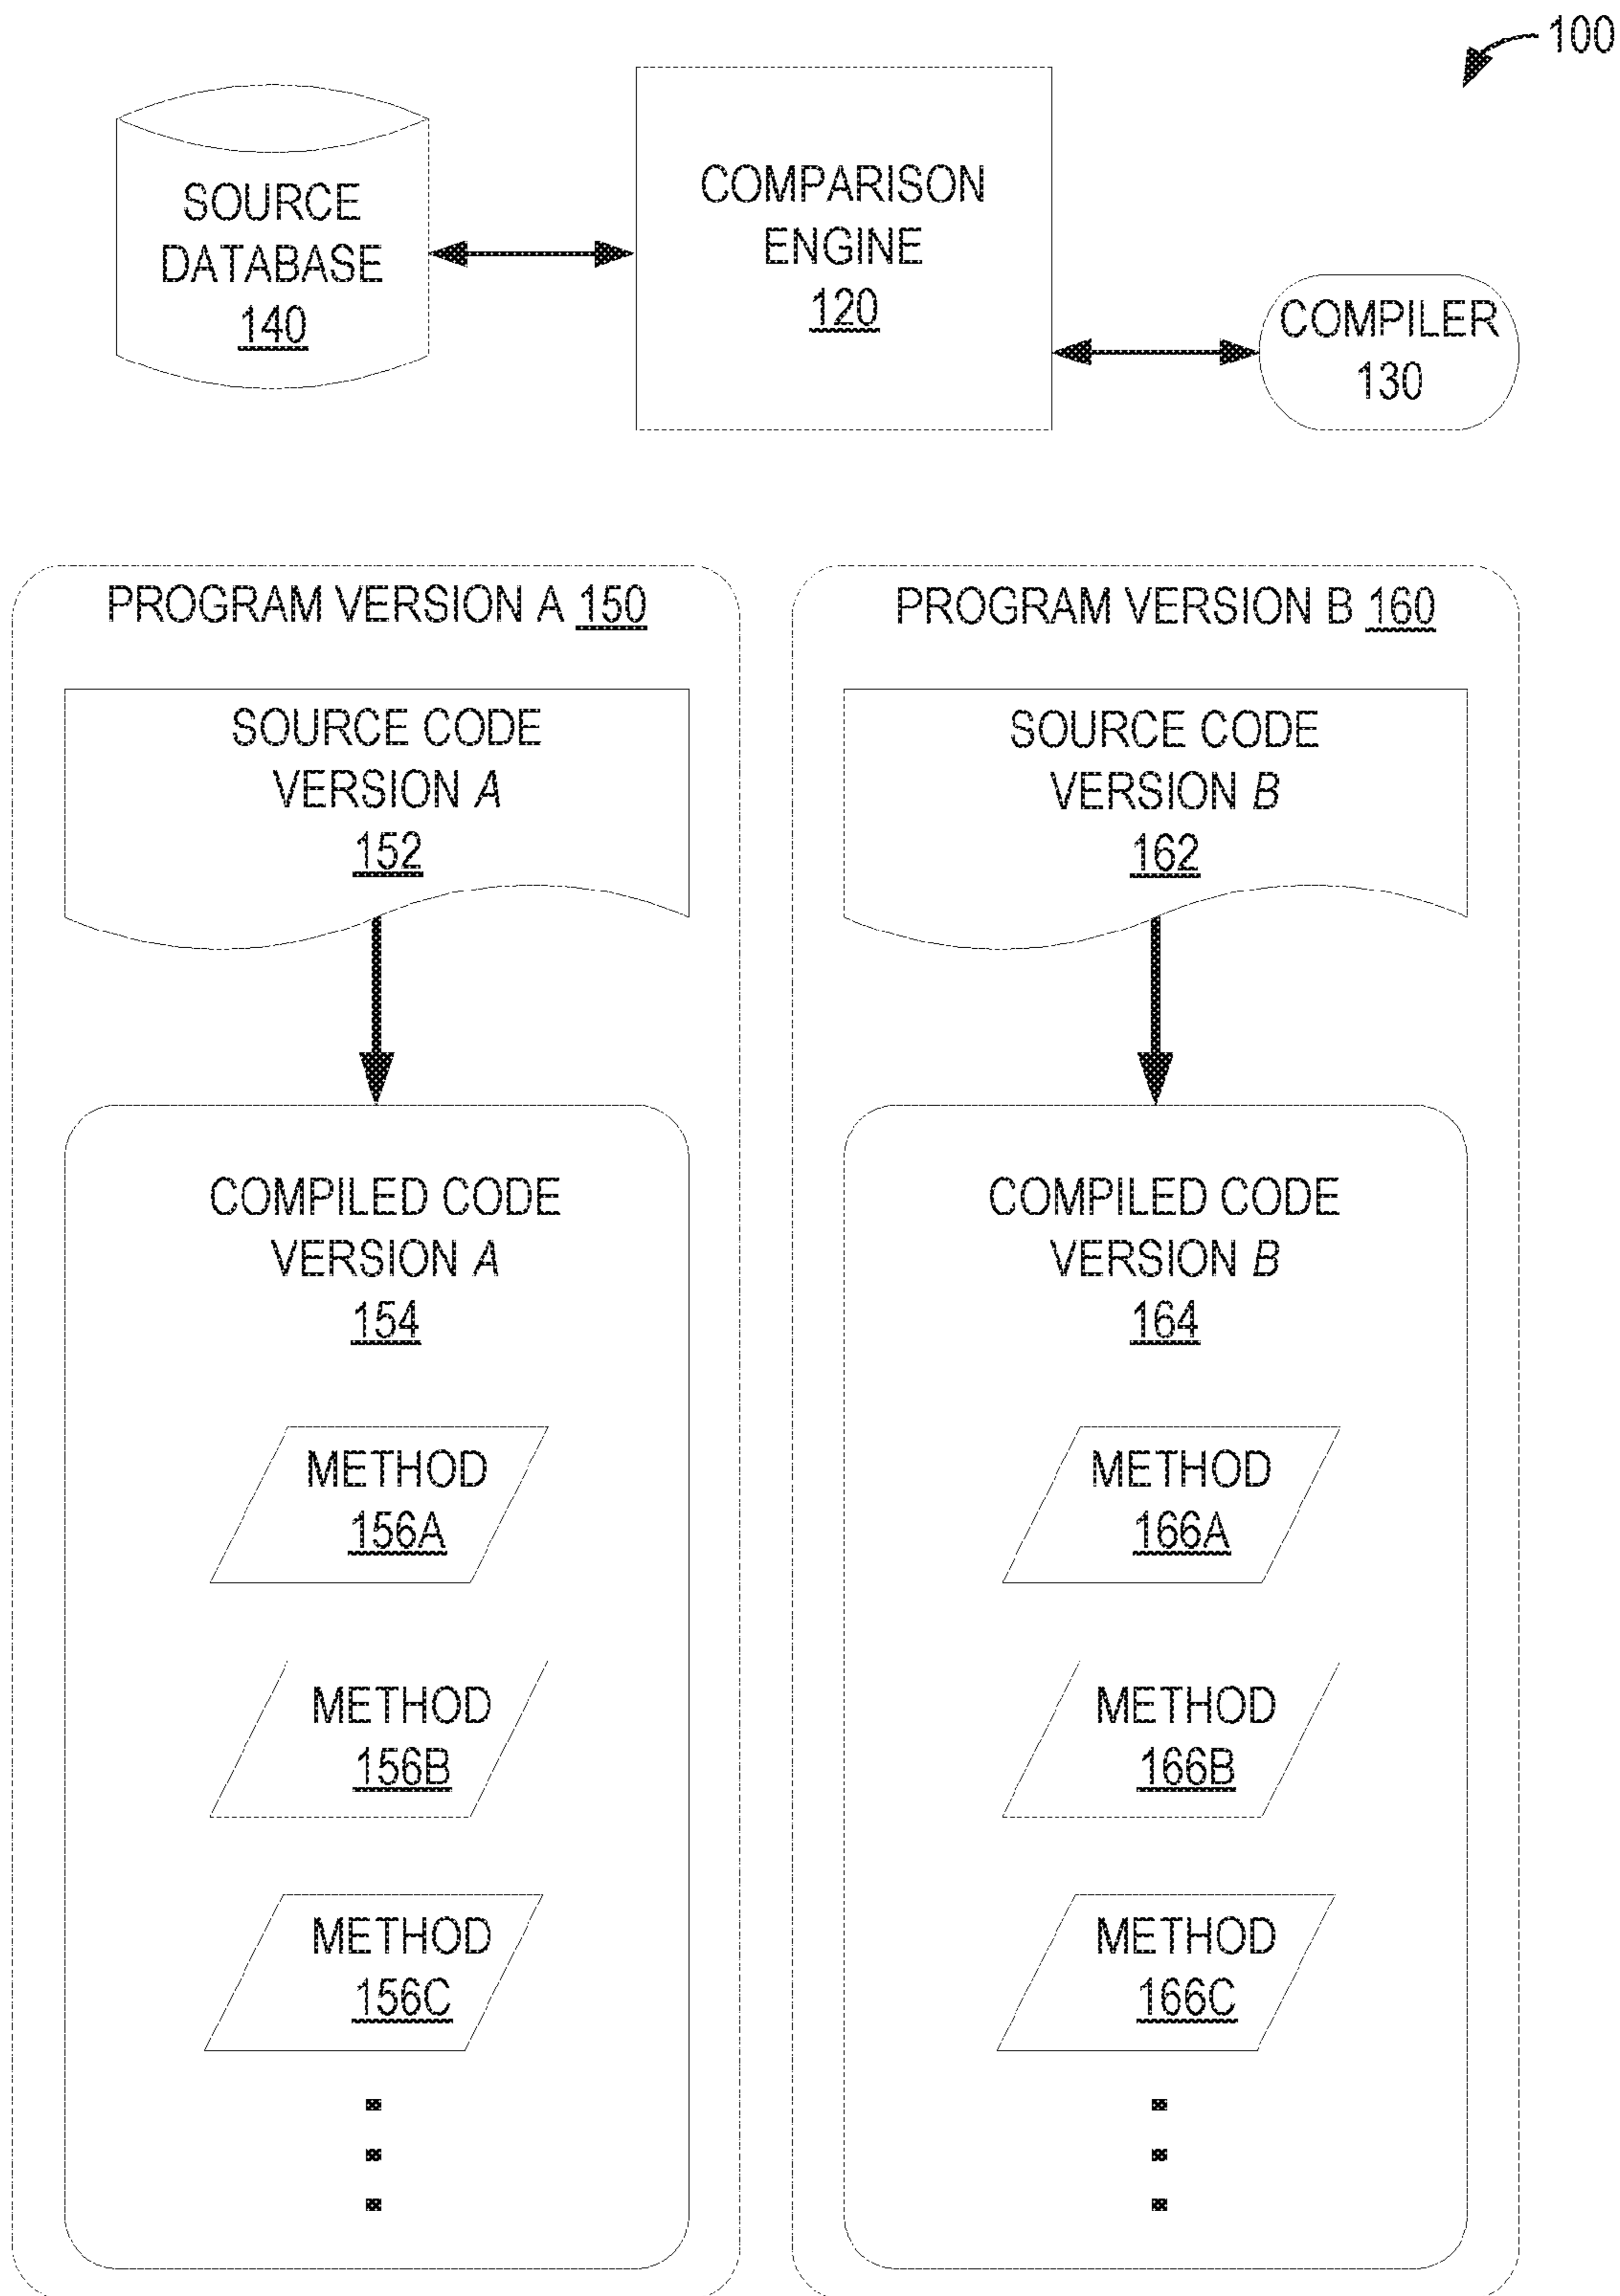 100
SOURCE
DATABASE
140
COMPARISON
ENGINE
120
COMPILER
130
PROGRAM VERSION A 150
SOURCE CODE
VERSION A
152
COMPILED CODE
VERSION A
154
METHOD
156A
METHOD
156B
METHOD
156C
PROGRAM VERSION B 160
SOURCE CODE
VERSION B
162
COMPILED CODE
VERSION B
164
METHOD
166A
METHOD
166B
METHOD
166C